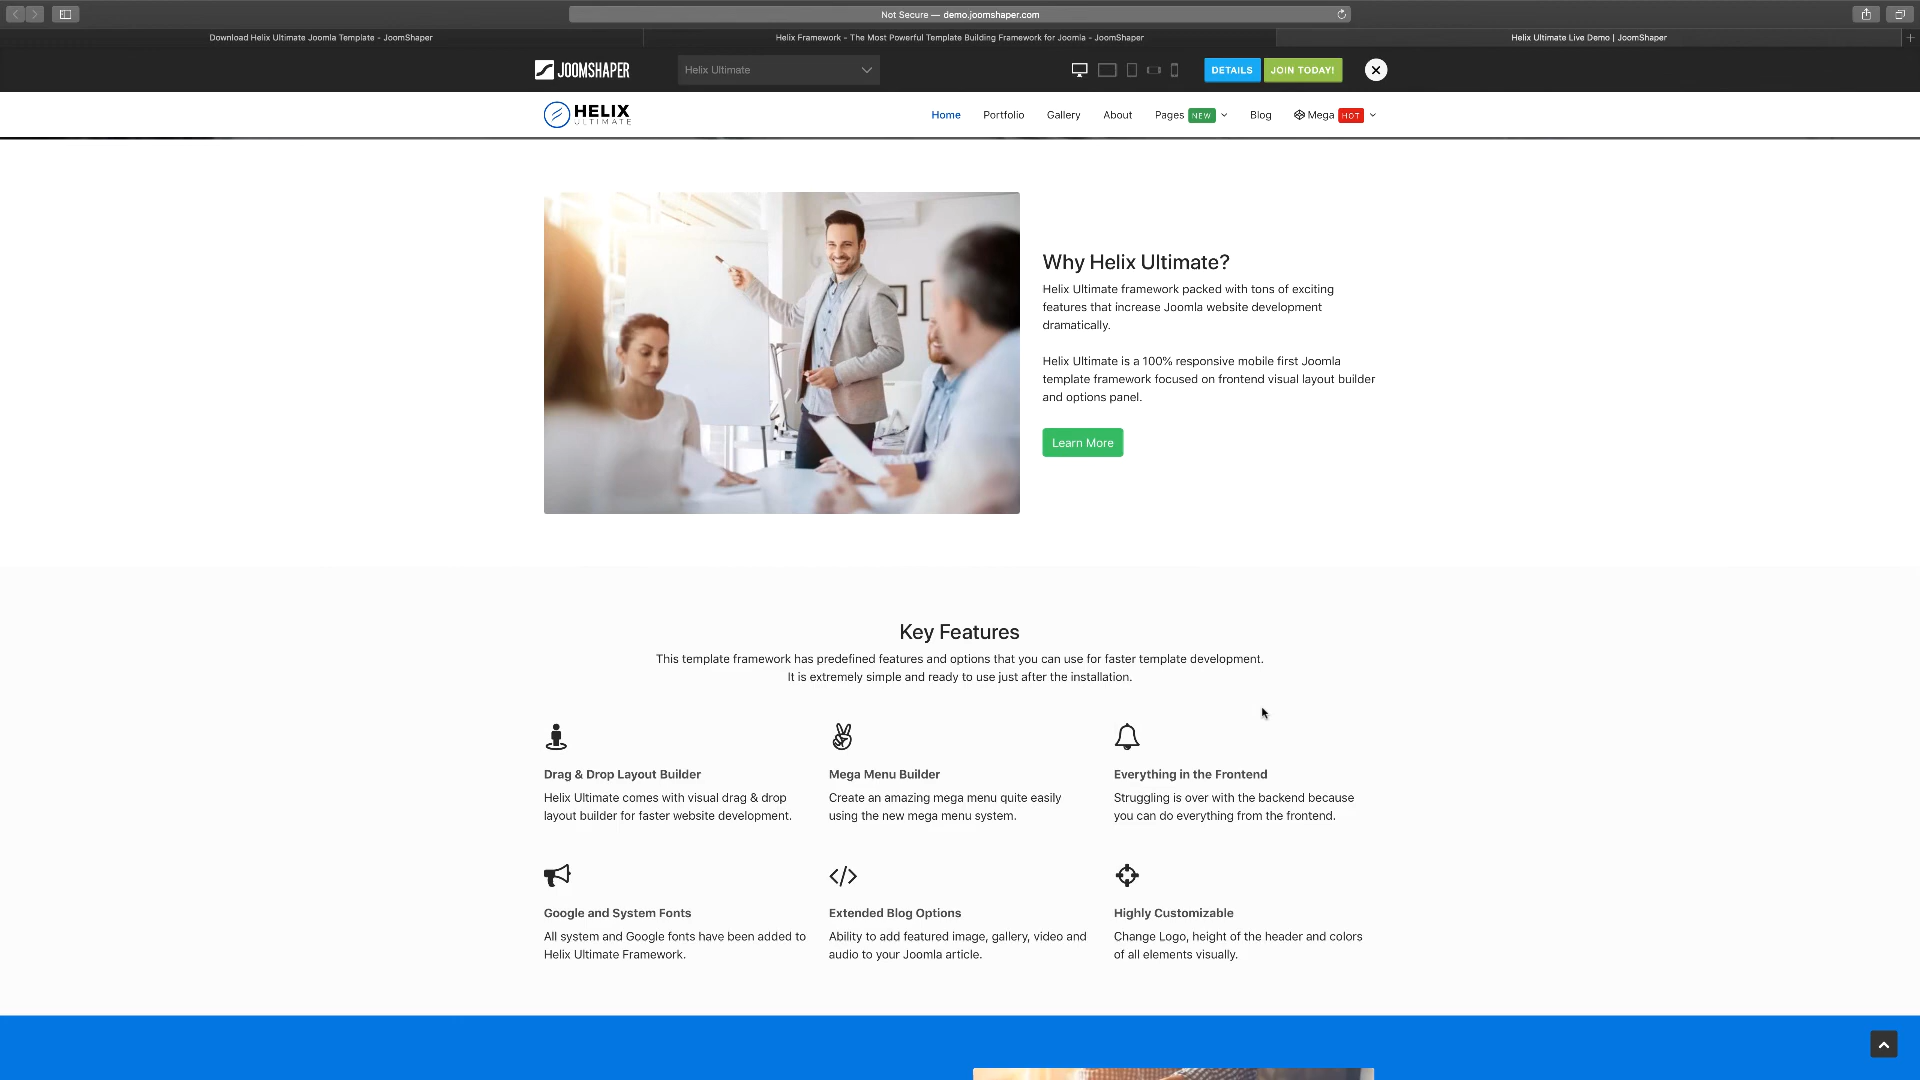 Not Secure — demo.joomshaper.com
Download Helix Ultimate Joomla Template - JoomShaper
Helix Framework - The Most Powerful Template Building Framework for Joomla - JoomShaper
Helix Ultimate Live Demo | JoomShaper
JOOMSHAPER
Helix Ultimate
DETAILS
JOIN TODAY!
HELIX
ULTIMATE
Home
Portfolio
Gallery
About
Pages NEW
Blog
Mega HOT
Why Helix Ultimate?
Helix Ultimate framework packed with tons of exciting
features that increase Joomla website development
dramatically.
Helix Ultimate is a 100% responsive mobile first Joomla
template framework focused on frontend visual layout builder
and options panel.
Learn More
Key Features
This template framework has predefined features and options that you can use for faster template development.
It is extremely simple and ready to use just after the installation.
Drag & Drop Layout Builder
Helix Ultimate comes with visual drag & drop
layout builder for faster website development.
Mega Menu Builder
Create an amazing mega menu quite easily
using the new mega menu system.
Everything in the Frontend
Struggling is over with the backend because
you can do everything from the frontend.
Google and System Fonts
All system and Google fonts have been added to
Helix Ultimate Framework.
Extended Blog Options
Ability to add featured image, gallery, video and
audio to your Joomla article.
Highly Customizable
Change Logo, height of the header and colors
of all elements visually.